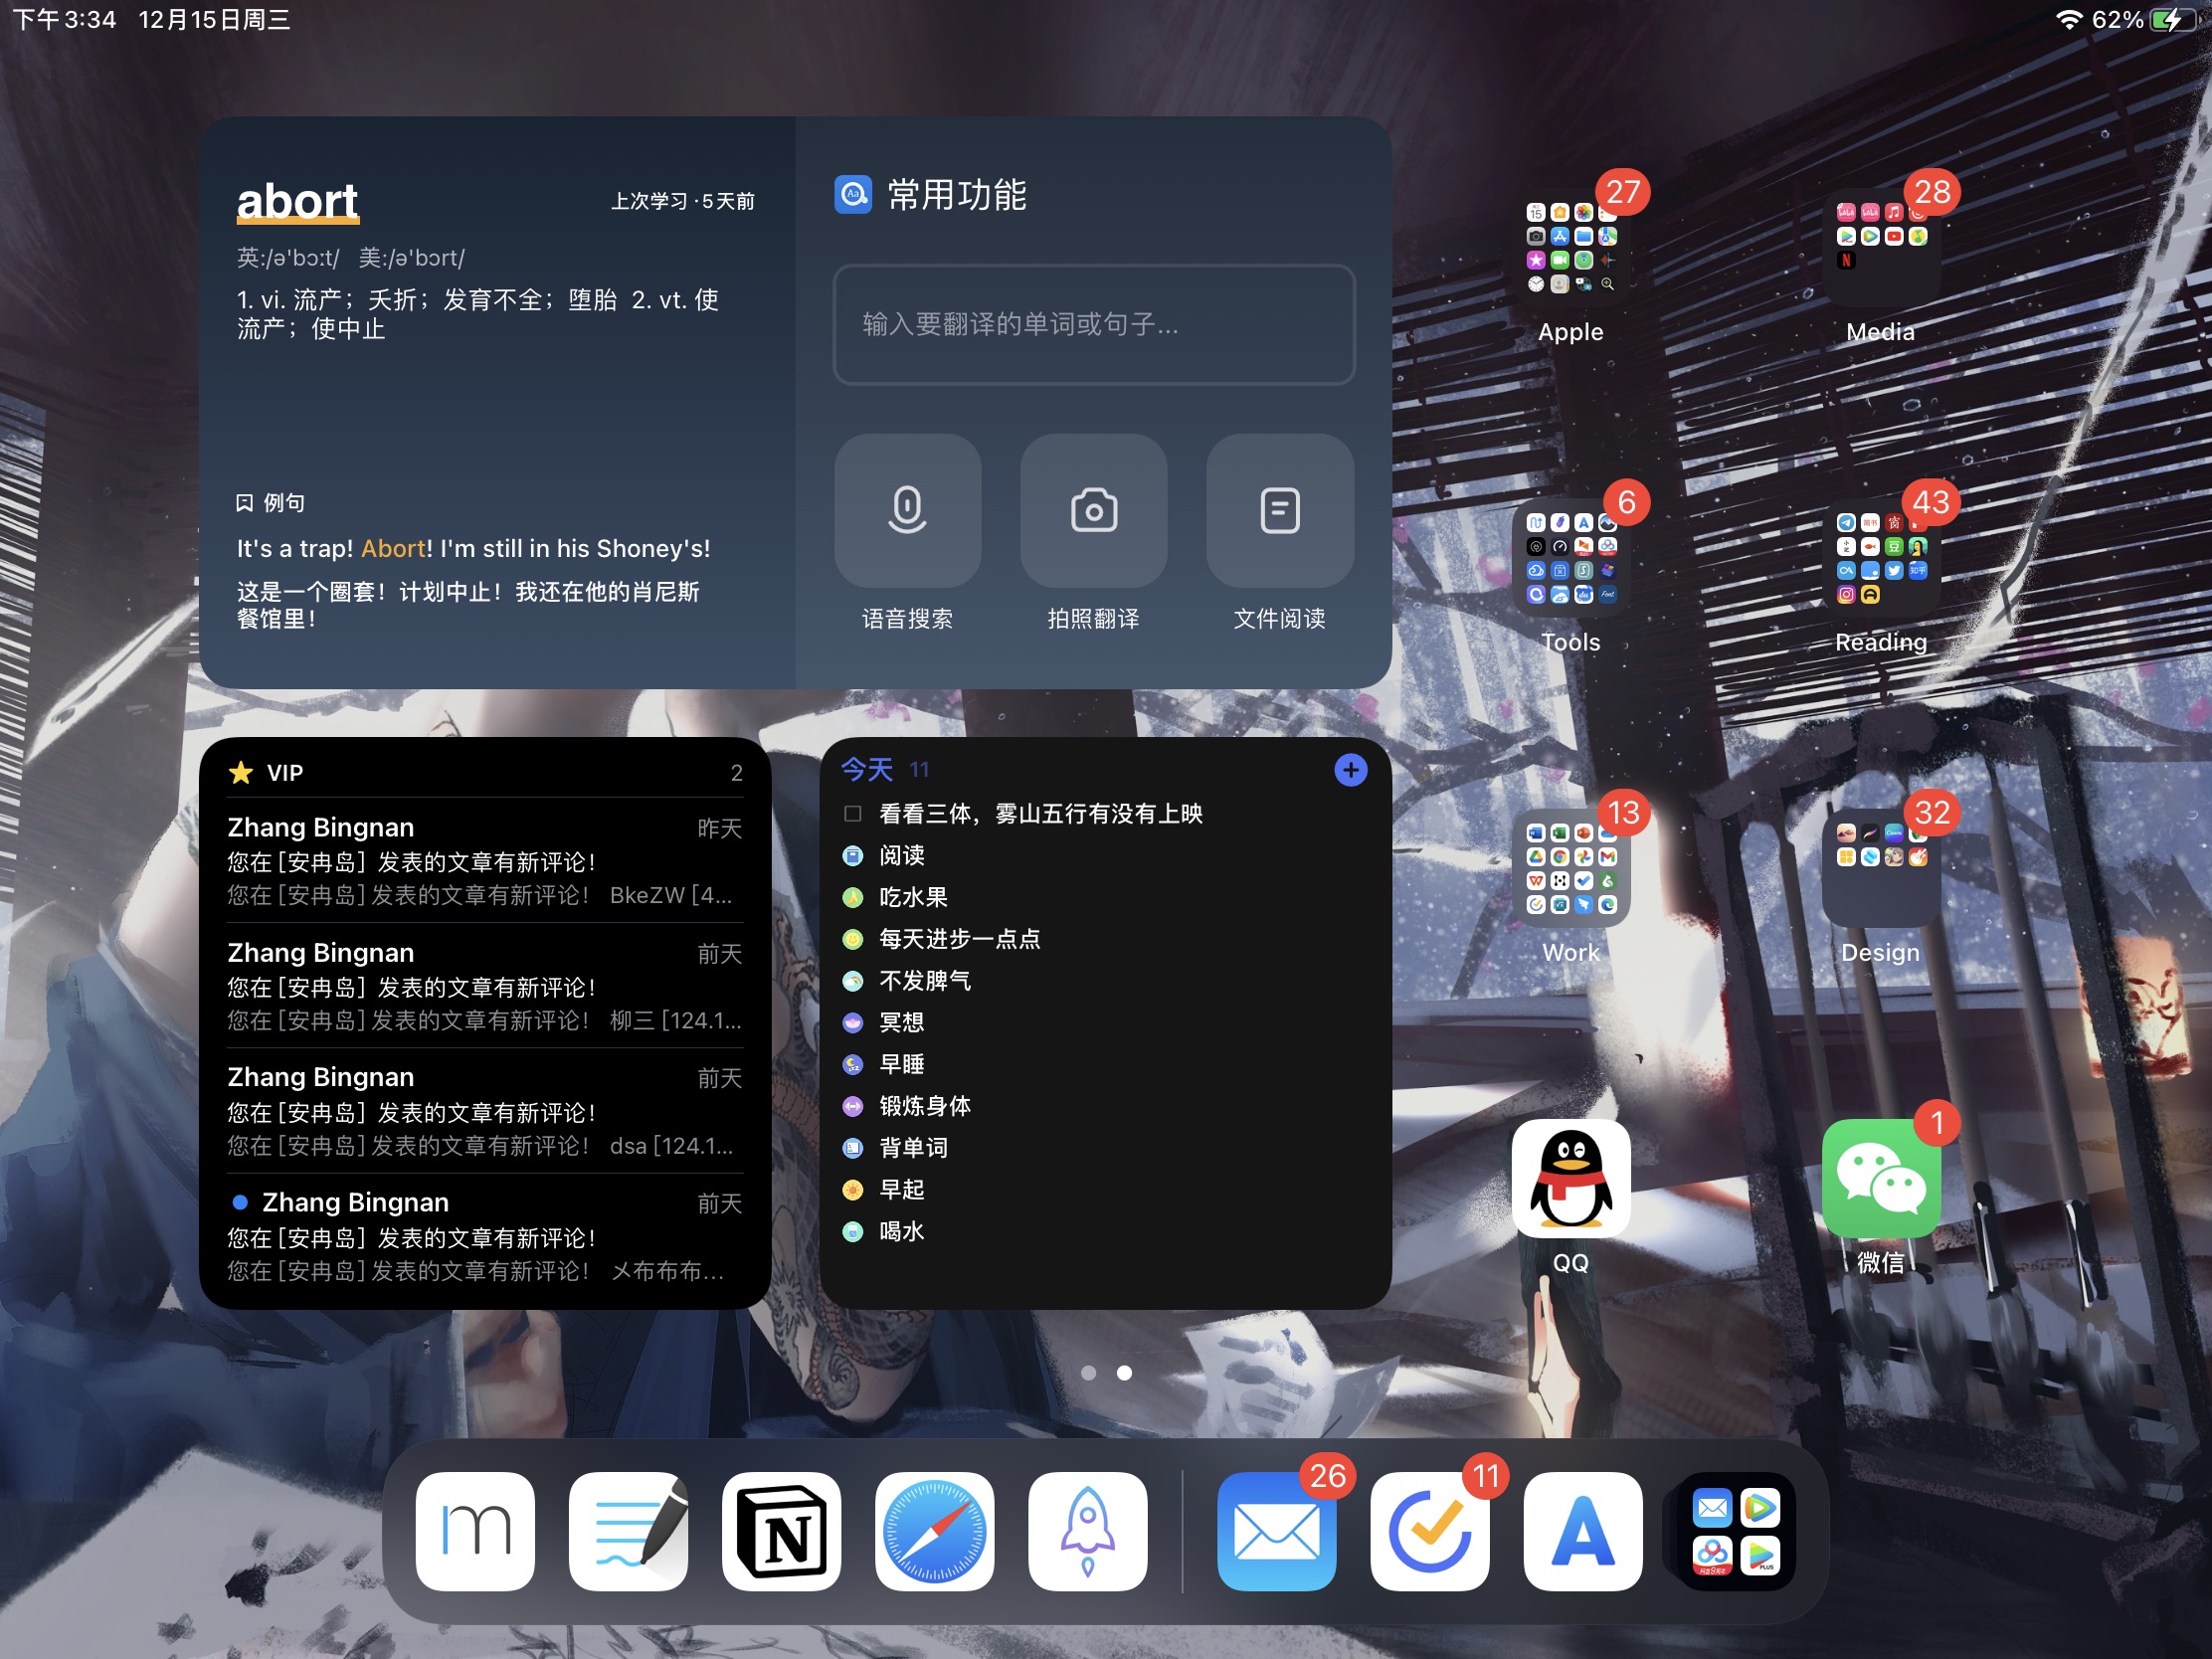 下午3:34 12月15日周三
62%
abort
上次学习 · 5天前
英:/ə'bɔːt/ 美:/ə'bɔrt/
1. vi. 流产；夭折；发育不全；堕胎 2. vt. 使
流产；使中止
例句
It's a trap! Abort! I'm still in his Shoney's!
这是一个圈套！计划中止！我还在他的肖尼斯
餐馆里！
常用功能
输入要翻译的单词或句子...
语音搜索 拍照翻译 文件阅读
27
28
Apple
Media
6
43
Tools
Reading
VIP 2
Zhang Bingnan 昨天
您在 [安冉岛] 发表的文章有新评论！
您在 [安冉岛] 发表的文章有新评论！ BkeZW [4...
Zhang Bingnan 前天
您在 [安冉岛] 发表的文章有新评论！
您在 [安冉岛] 发表的文章有新评论！ 柳三 [124.1...
Zhang Bingnan 前天
您在 [安冉岛] 发表的文章有新评论！
您在 [安冉岛] 发表的文章有新评论！ dsa [124.1...
Zhang Bingnan 前天
您在 [安冉岛] 发表的文章有新评论！
您在 [安冉岛] 发表的文章有新评论！ 乄布布布...
今天 11
看看三体，雾山五行有没有上映
阅读
吃水果
每天进步一点点
不发脾气
冥想
早睡
锻炼身体
背单词
早起
喝水
13
32
Work
Design
1
QQ
微信
26
11